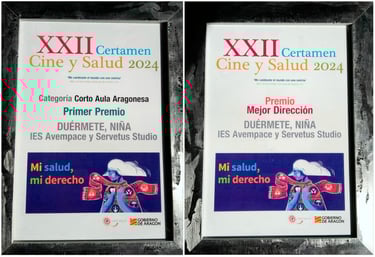 XXII Certamen
Cine y Salud 2024
Categoría Corto Aula Aragonesa
Primer Premio
DUÉRMETE, NIÑA
IES Avempace y Servetus Studio
Mi salud,
mi derecho
GOBIERNO
DE ARAGON
XXII Certamen
Cine y Salud 2024
Premio
Mejor Dirección
DUÉRMETE, NIÑA
IES Avempace y Servetus Studio
Mi salud,
mi derecho
GOBIERNO
DE ARAGON